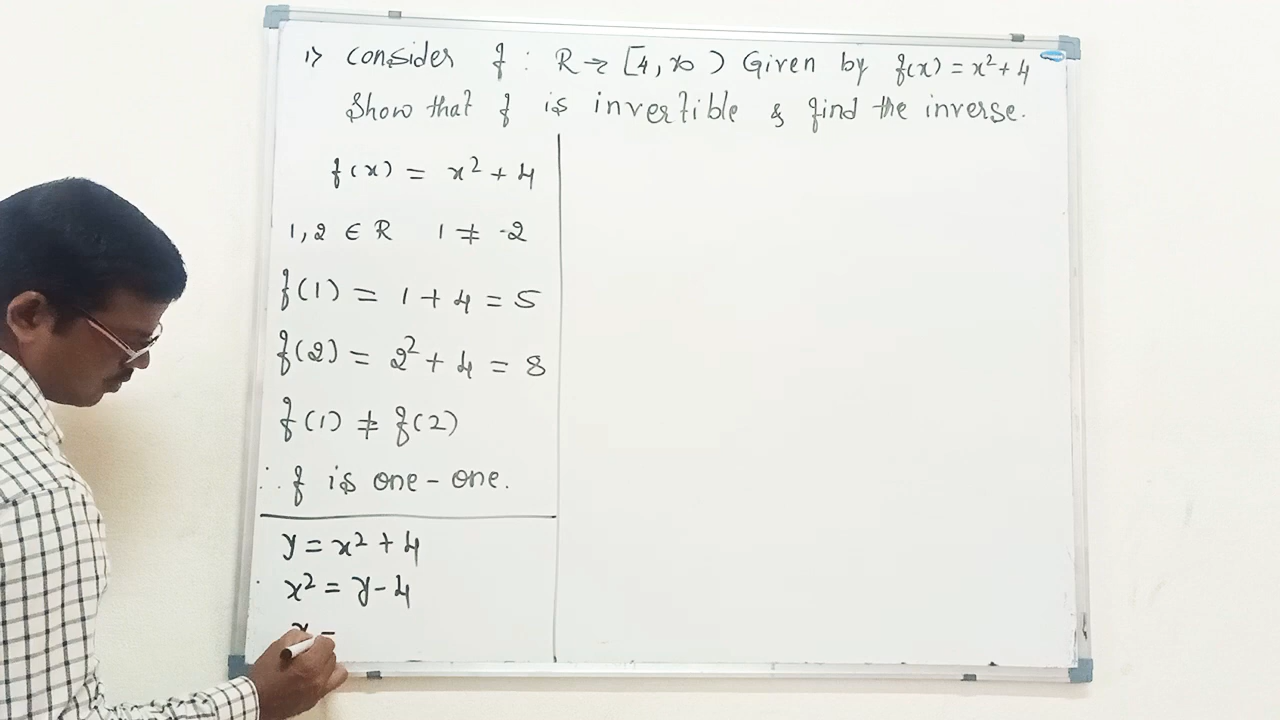 1) Consider f : R → [4, ∞) Given by f(x) = x² + 4
Show that f is invertible & find the inverse.
f(x) = x² + 4
1, 2 ∈ R 1 ≠ -2
f(1) = 1 + 4 = 5
f(2) = 2² + 4 = 8
f(1) ≠ f(2)
∴ f is one - one.
y = x² + 4
x² = y - 4
x =